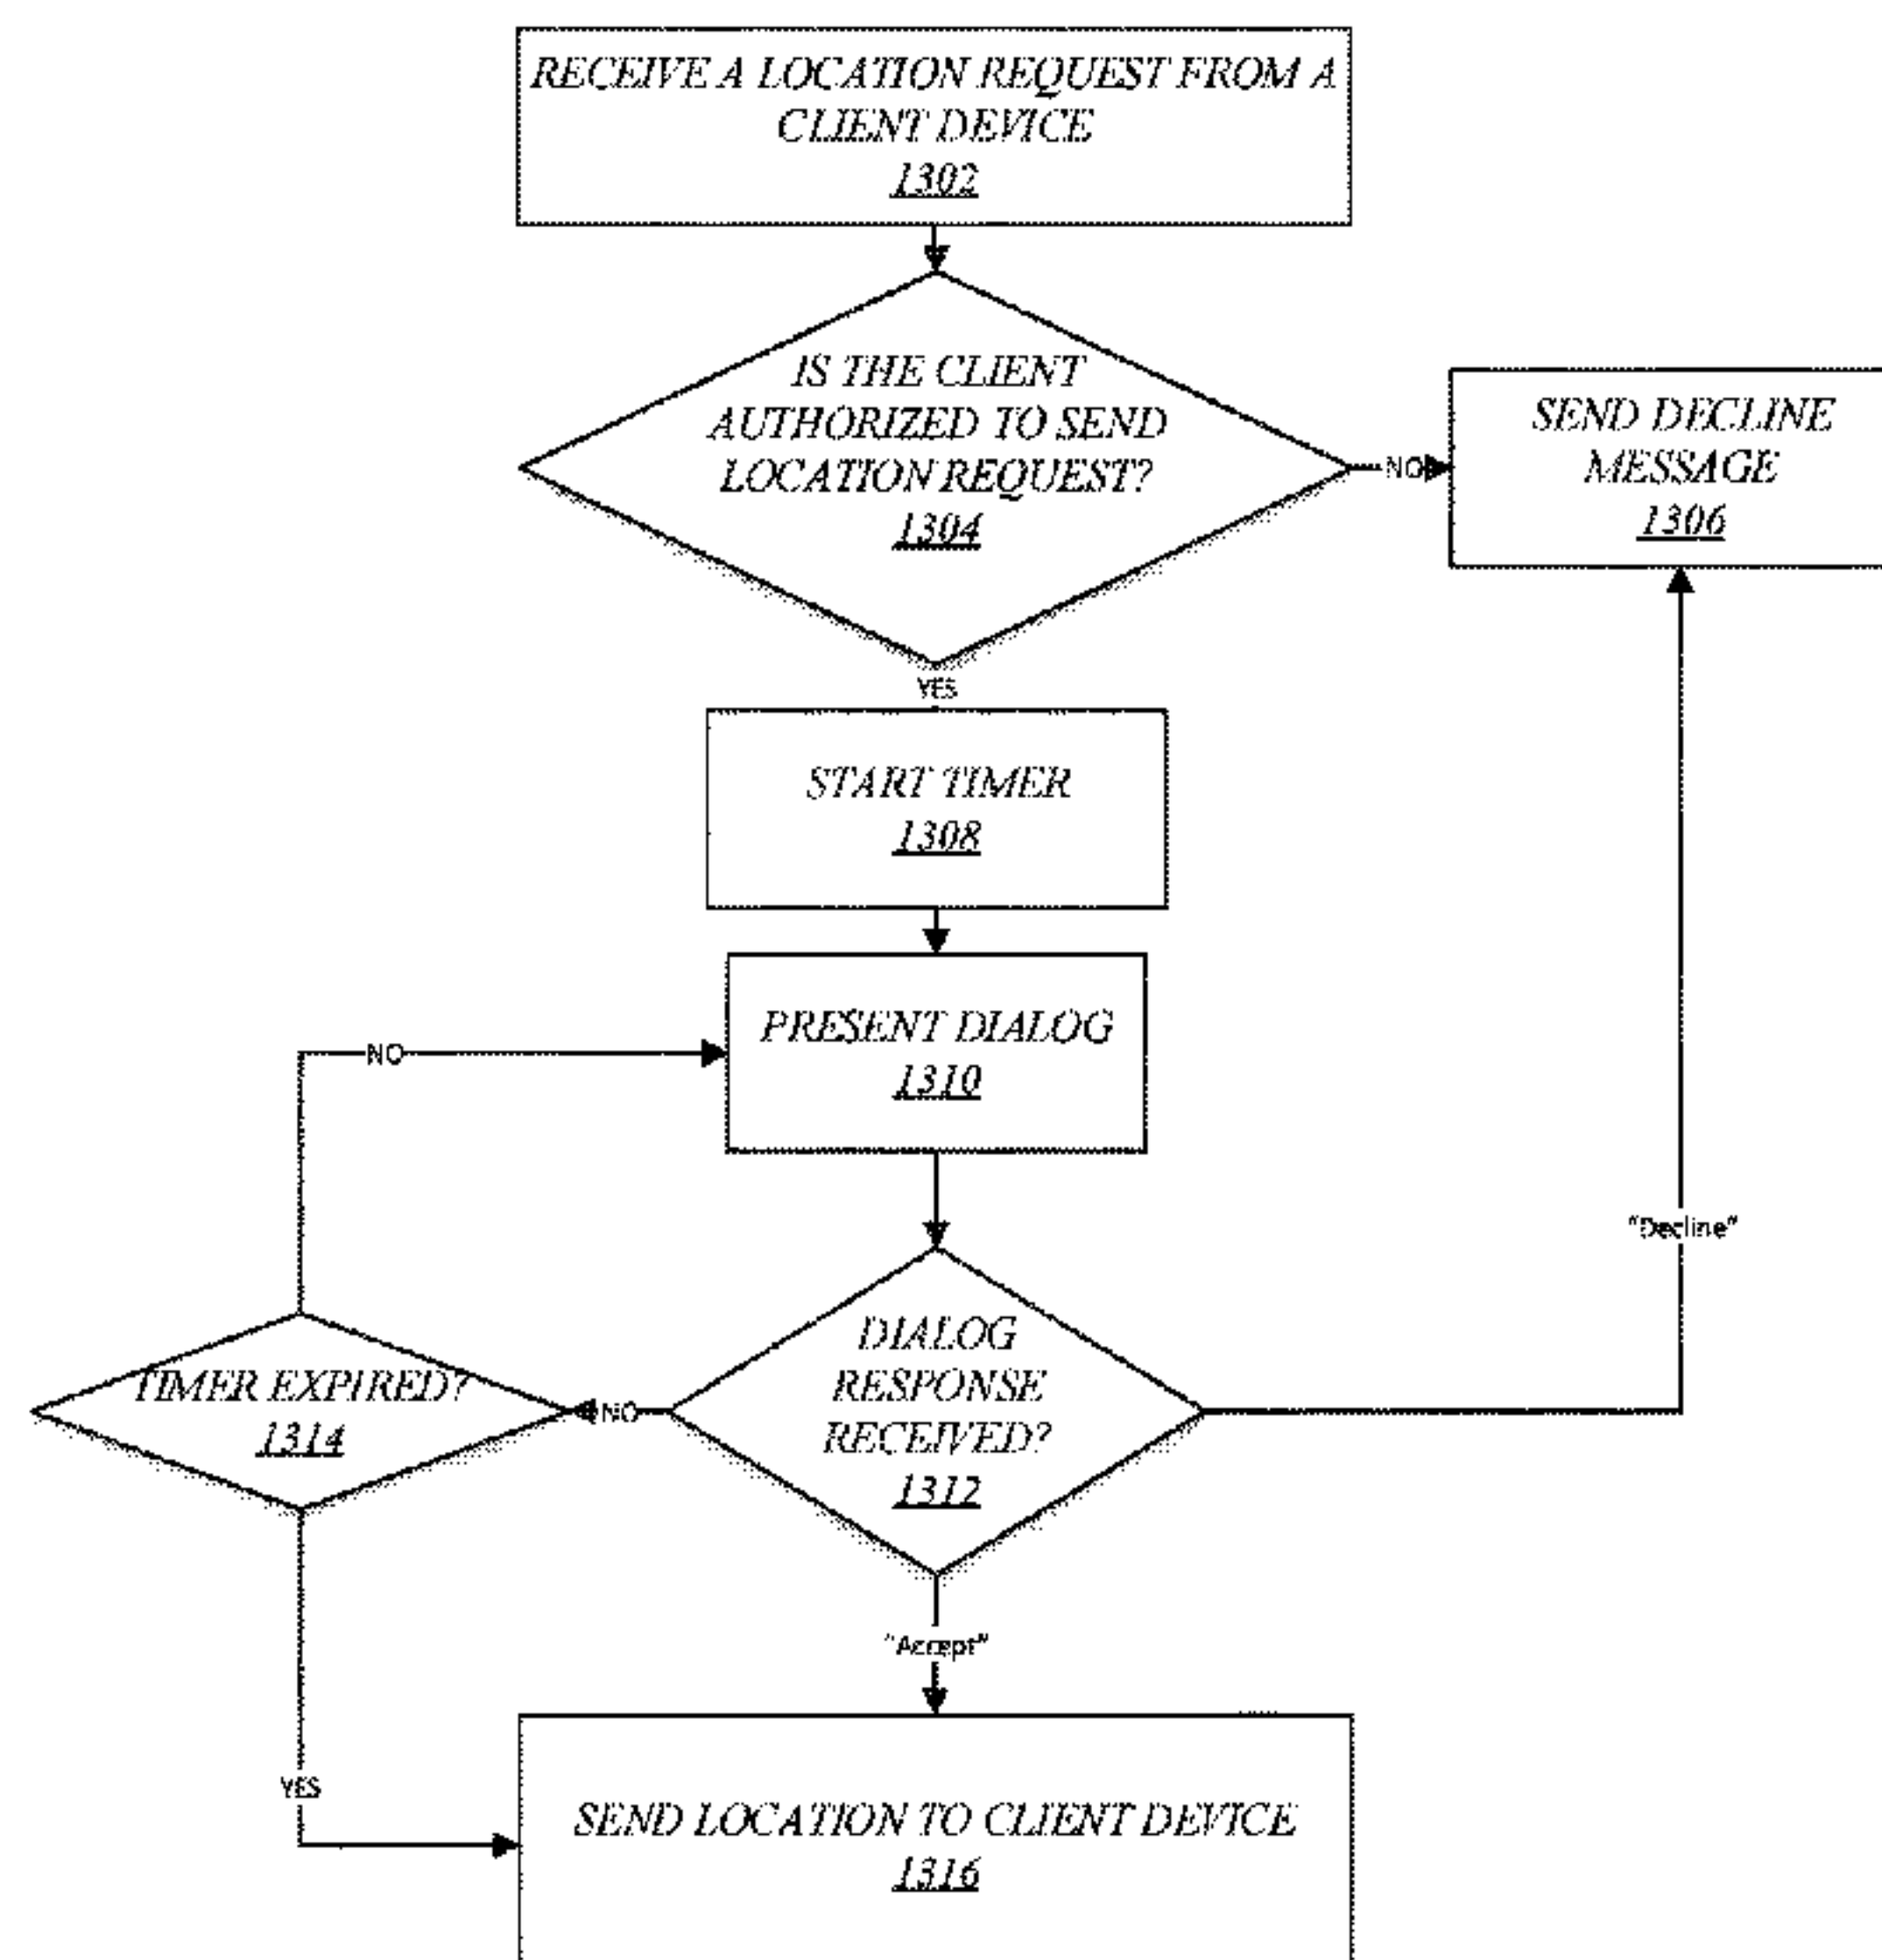 RECEIVE A LOCATION REQUEST FROM A
CLIENT DEVICE
1302
IS THE CLIENT
AUTHORIZED TO SEND
LOCATION REQUEST?
1304
NO
SEND DECLINE
MESSAGE
1306
YES
START TIMER
1308
PRESENT DIALOG
1310
NO
"Decline"
DIALOG
RESPONSE
RECEIVED?
1312
NO
TIMER EXPIRED?
1314
"Accept"
YES
SEND LOCATION TO CLIENT DEVICE
1316